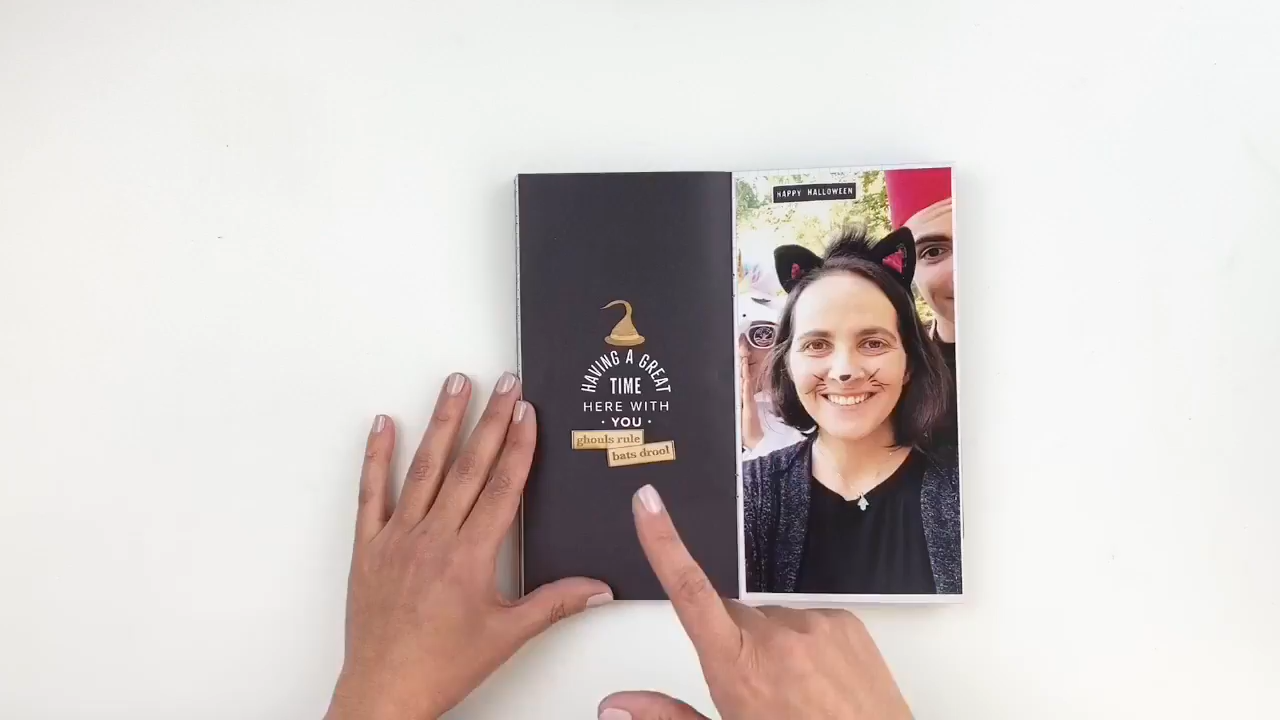 HAVING A GREAT
TIME
HERE WITH
· YOU ·
ghouls rule
bats drool
HAPPY HALLOWEEN